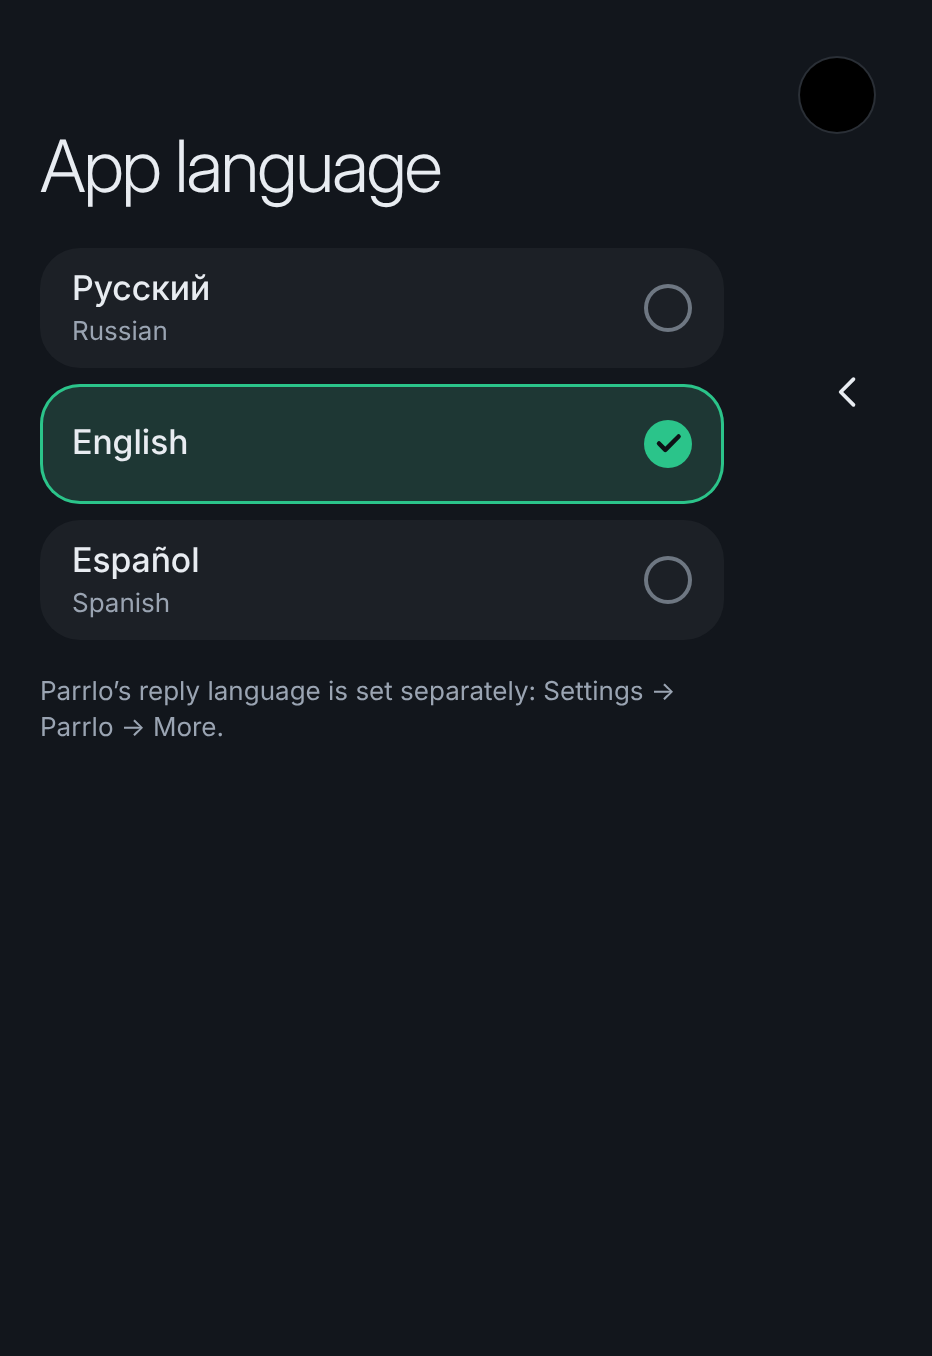 App language
Русский
Russian
English
Español
Spanish
Parrlo’s reply language is set separately: Settings →
Parrlo → More.